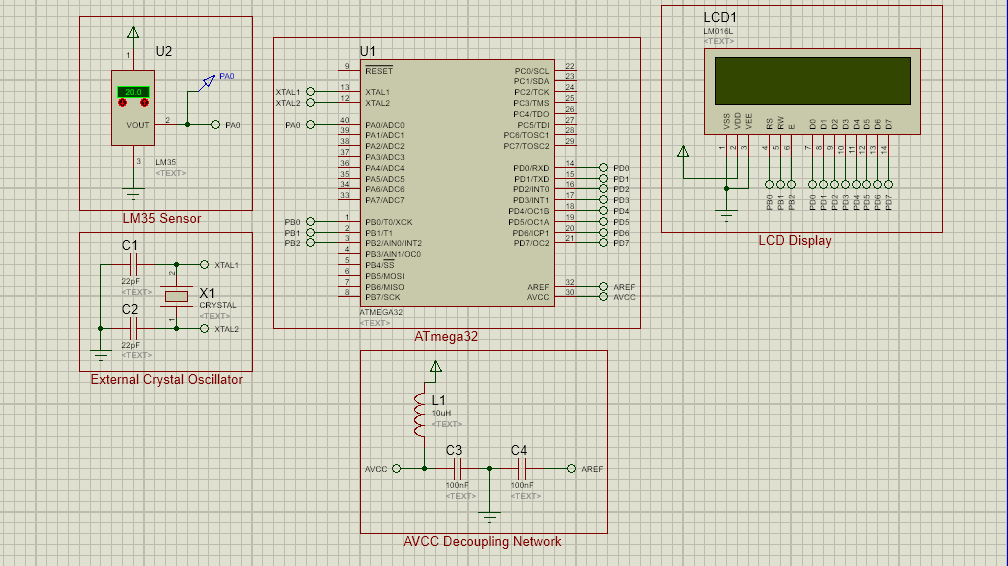 U2
1
PA0
20.0
VOUT
2
PA0
3
LM35
<TEXT>
LM35 Sensor
C1
22pF
<TEXT>
XTAL1
2
X1
CRYSTAL
<TEXT>
C2
1
XTAL2
22pF
<TEXT>
External Crystal Oscillator
U1
9 RESET PC0/SCL 22
PC1/SDA 23
XTAL1 13 XTAL1 PC2/TCK 24
XTAL2 12 XTAL2 PC3/TMS 25
PC4/TDO 26
PA0 40 PA0/ADC0 PC5/TDI 27
39 PA1/ADC1 PC6/TOSC1 28
38 PA2/ADC2 PC7/TOSC2 29
37 PA3/ADC3
36 PA4/ADC4 PD0/RXD 14 PD0
35 PA5/ADC5 PD1/TXD 15 PD1
34 PA6/ADC6 PD2/INT0 16 PD2
33 PA7/ADC7 PD3/INT1 17 PD3
PD4/OC1B 18 PD4
PB0 1 PB0/T0/XCK PD5/OC1A 19 PD5
PB1 2 PB1/T1 PD6/ICP1 20 PD6
PB2 3 PB2/AIN0/INT2 PD7/OC2 21 PD7
4 PB3/AIN1/OC0
5 PB4/SS
6 PB5/MOSI
7 PB6/MISO AREF 32 AREF
8 PB7/SCK AVCC 30 AVCC
ATMEGA32
<TEXT>
ATmega32
LCD1
LM016L
<TEXT>
VSS VDD VEE RS RW E D0 D1 D2 D3 D4 D5 D6 D7
1 2 3 4 5 6 7 8 9 10 11 12 13 14
PB0 PB1 PB2 PD0 PD1 PD2 PD3 PD4 PD5 PD6 PD7
LCD Display
L1
10uH
<TEXT>
C3 C4
AVCC AREF
100nF 100nF
<TEXT> <TEXT>
AVCC Decoupling Network